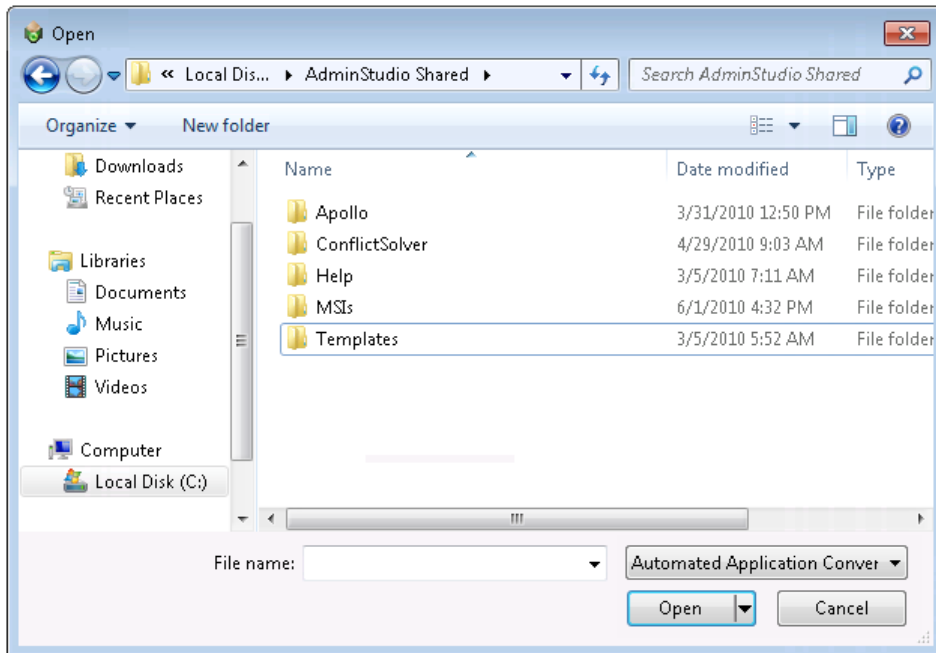 Open
« Local Dis... ▸ AdminStudio Shared ▸ Search AdminStudio Shared
Organize New folder
Downloads
Recent Places
Libraries
Documents
Music
Pictures
Videos
Computer
Local Disk (C:)
Name Date modified Type
Apollo 3/31/2010 12:50 PM File folder
ConflictSolver 4/29/2010 9:03 AM File folder
Help 3/5/2010 7:11 AM File folder
MSIs 6/1/2010 4:32 PM File folder
Templates 3/5/2010 5:52 AM File folder
File name: Automated Application Conver
Open Cancel